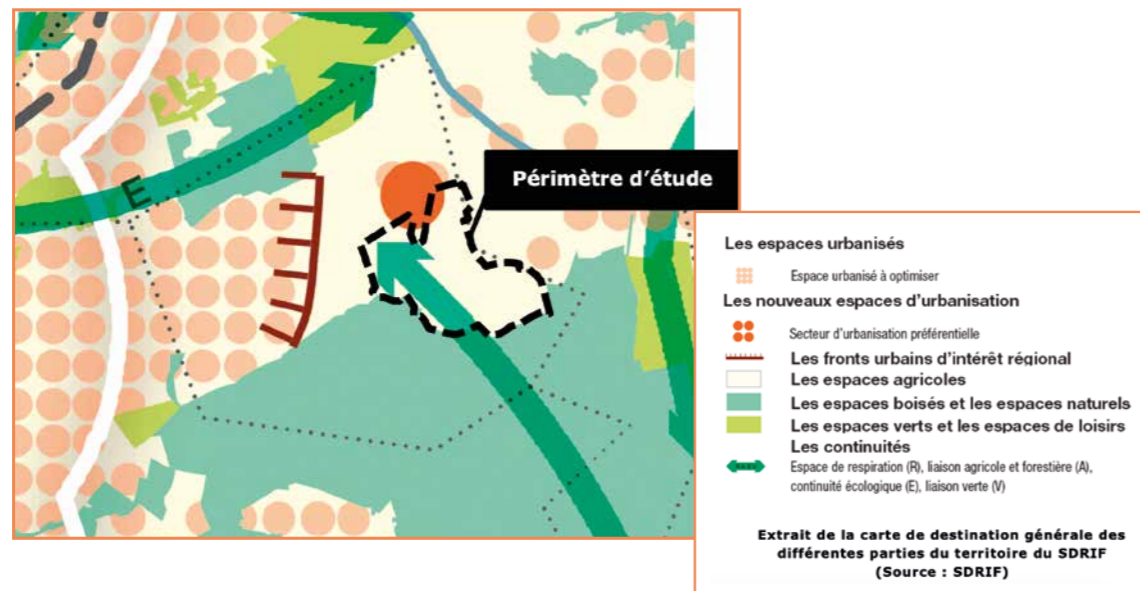 E
Périmètre d'étude
Les espaces urbanisés
Espace urbanisé à optimiser
Les nouveaux espaces d'urbanisation
Secteur d'urbanisation préférentielle
Les fronts urbains d'intérêt régional
Les espaces agricoles
Les espaces boisés et les espaces naturels
Les espaces verts et les espaces de loisirs
Les continuités
Espace de respiration (R), liaison agricole et forestière (A),
continuité écologique (E), liaison verte (V)
Extrait de la carte de destination générale des
différentes parties du territoire du SDRIF
(Source : SDRIF)